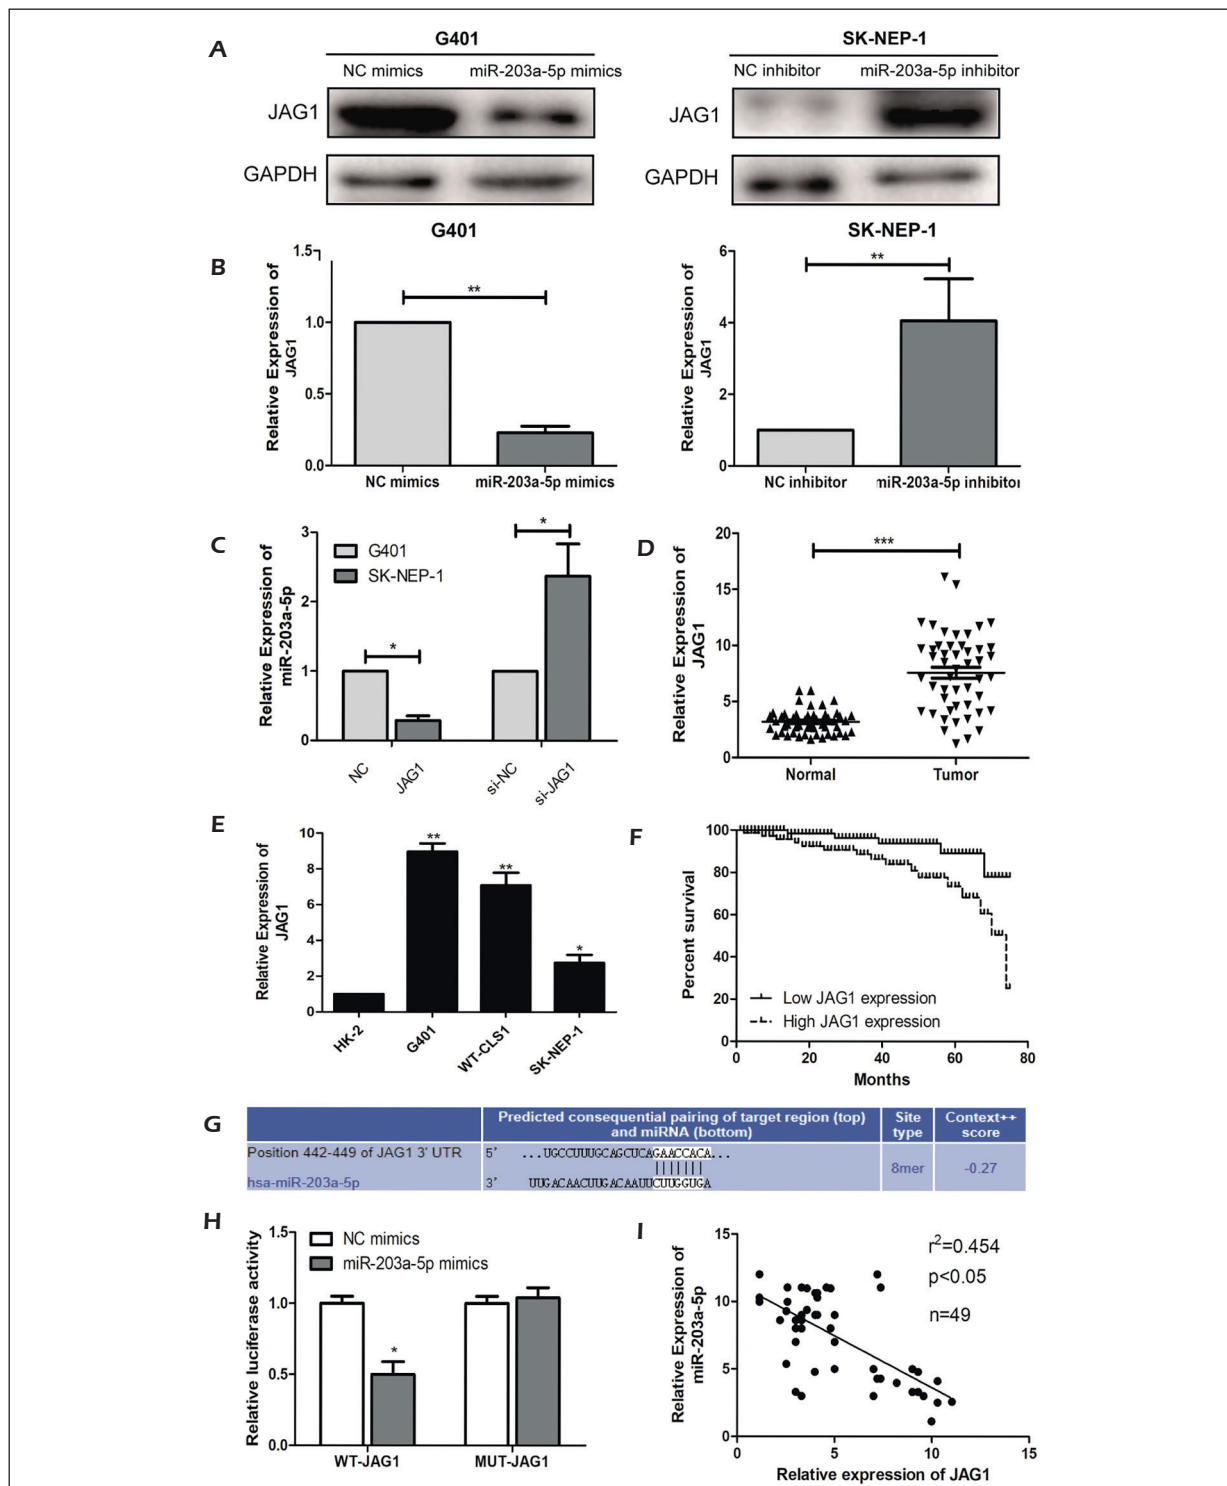 A
G401
NC mimics miR-203a-5p mimics
JAG1
GAPDH
SK-NEP-1
NC inhibitor miR-203a-5p inhibitor
JAG1
GAPDH
B
G401
Relative Expression of
JAG1
1.5
1.0
0.5
0.0
**
NC mimics miR-203a-5p mimics
SK-NEP-1
Relative Expression of
JAG1
6
4
2
0
**
NC inhibitor miR-203a-5p inhibitor
C
Relative Expression of
miR-203a-5p
3
2
1
0
G401
SK-NEP-1
*
*
NC
JAG1
si-NC
si-JAG1
D
Relative Expression of
JAG1
20
15
10
5
0
***
Normal Tumor
E
Relative Expression of
JAG1
10
8
6
4
2
0
**
**
*
HK-2
G401
WT-CLS1
SK-NEP-1
F
Percent survival
100
80
60
40
20
0
Low JAG1 expression
High JAG1 expression
0 20 40 60 80
Months
G
Predicted consequential pairing of target region (top)
and miRNA (bottom)
Site
type
Context++
score
Position 442-449 of JAG1 3' UTR 5' ...UGCCUUUGCAGCUCAGAACCACA...
hsa-miR-203a-5p 3' UUGACAACUUGACAAUUCUUGGUGA
8mer
-0.27
H
Relative luciferase activity
1.5
1.0
0.5
0.0
NC mimics
miR-203a-5p mimics
*
WT-JAG1 MUT-JAG1
I
Relative Expression of
miR-203a-5p
15
10
5
0
r²=0.454
p<0.05
n=49
0 5 10 15
Relative expression of JAG1